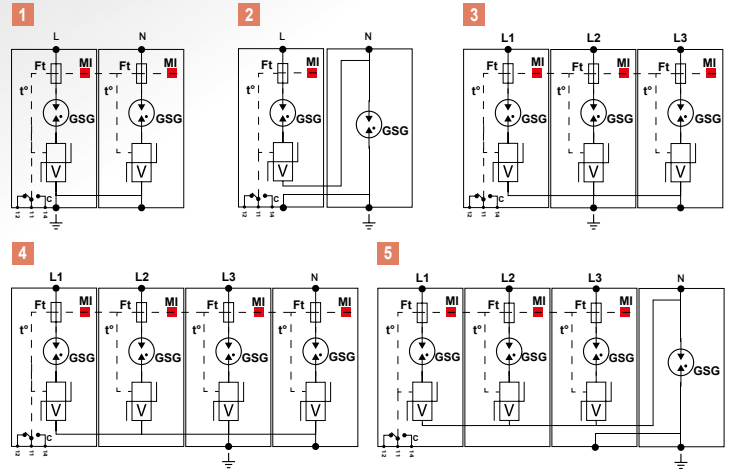 1 2 3
L N L N L1 L2 L3
Ft MI Ft MI Ft MI Ft MI Ft MI Ft MI
t° t° t° t° t° t°
GSG GSG GSG GSG GSG GSG GSG
V V V V V V
C C C
12 11 14 12 11 14 12 11 14
4 5
L1 L2 L3 N L1 L2 L3 N
Ft MI Ft MI Ft MI Ft MI Ft MI Ft MI Ft MI
t° t° t° t° t° t° t°
GSG GSG GSG GSG GSG GSG GSG GSG
V V V V V V V
C C
12 11 14 12 11 14